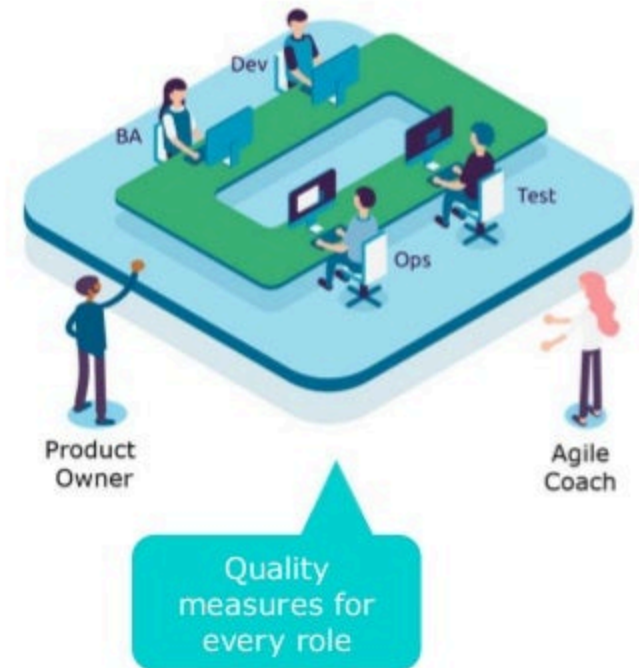 Dev
BA
Test
Ops
Product
Owner
Agile
Coach
Quality
measures for
every role